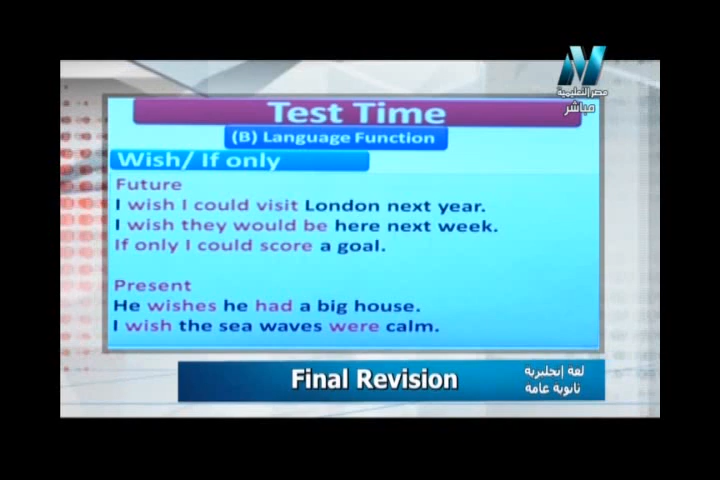 مصر التعليمية
مباشر
Test Time
(B) Language Function
Wish/ If only
Future
I wish I could visit London next year.
I wish they would be here next week.
If only I could score a goal.
Present
He wishes he had a big house.
I wish the sea waves were calm.
Final Revision
لغة إنجليزية
ثانوية عامة